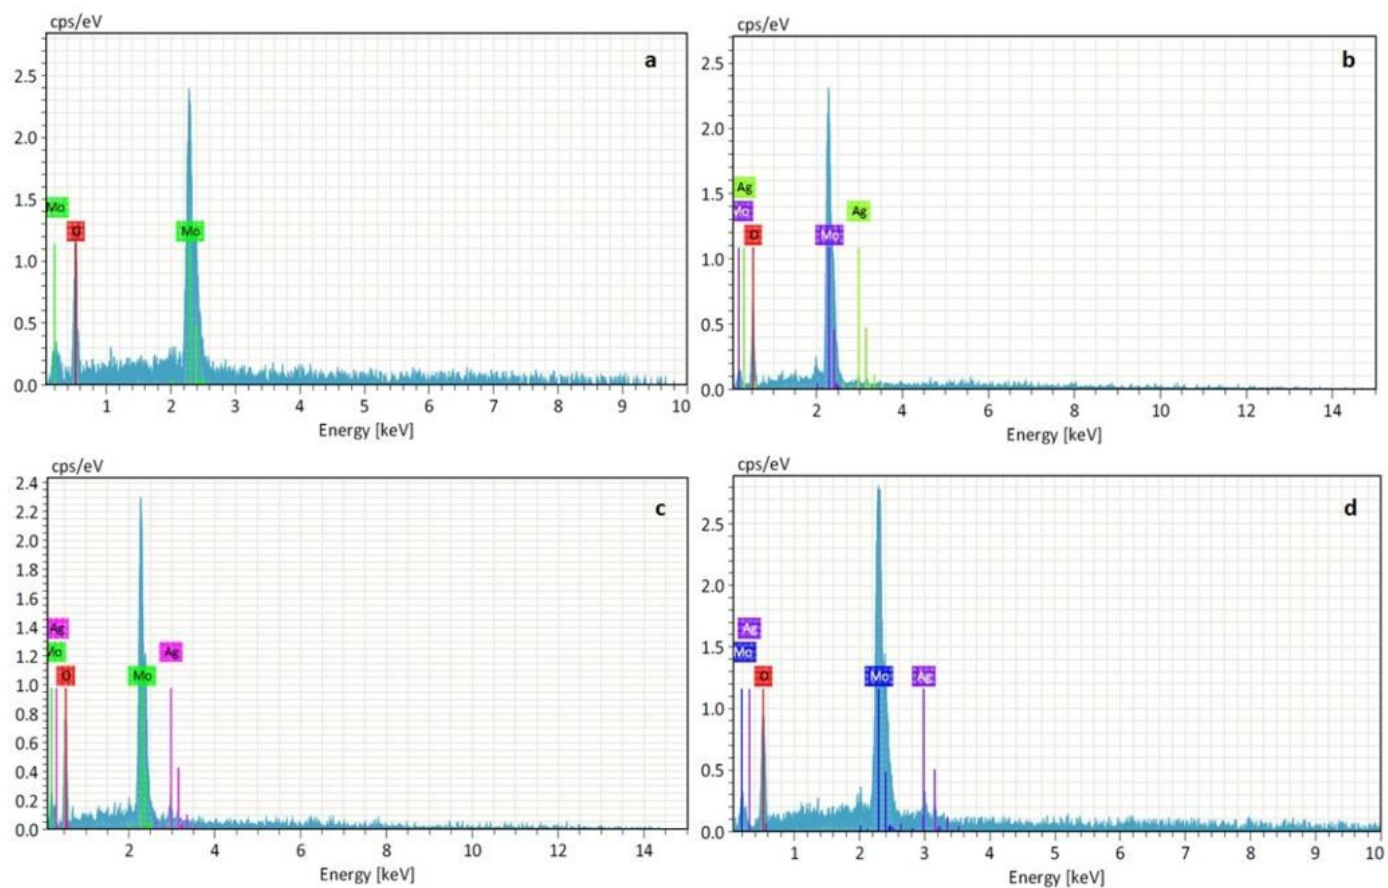 cps/eV
a
2.5
2.0
1.5
1.0
0.5
0.0
Mo
O
Mo
1 2 3 4 5 6 7 8 9 10
Energy [keV]
cps/eV
b
2.5
2.0
1.5
1.0
0.5
0.0
Ag
Mo
O
Mo
Ag
2 4 6 8 10 12 14
Energy [keV]
cps/eV
c
2.4
2.2
2.0
1.8
1.6
1.4
1.2
1.0
0.8
0.6
0.4
0.2
0.0
Ag
Mo
O
Mo
Ag
2 4 6 8 10 12 14
Energy [keV]
cps/eV
d
2.5
2.0
1.5
1.0
0.5
0.0
Ag
Mo
O
Mo
Ag
1 2 3 4 5 6 7 8 9 10
Energy [keV]